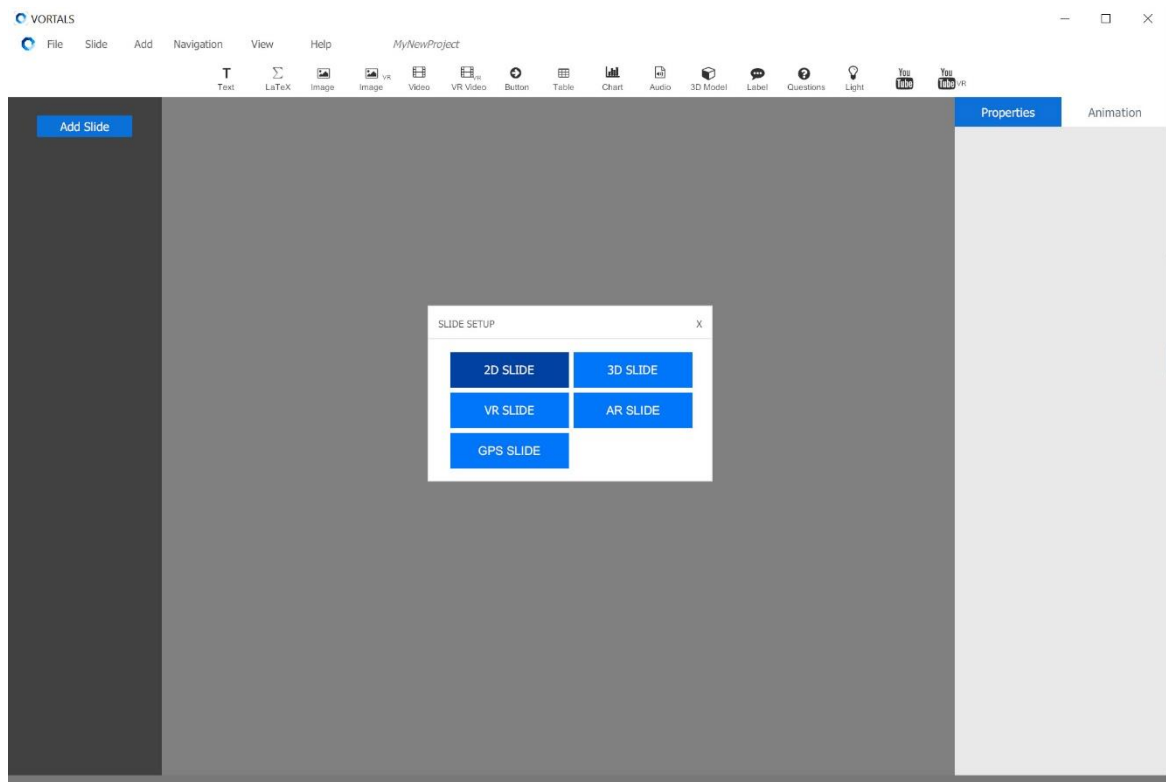 VORTALS
File Slide Add Navigation View Help MyNewProject
T Σ You Tube You Tube VR
Text LaTeX Image Image VR Video VR Video VR Button Table Chart Audio 3D Model Label Questions Light
Add Slide
Properties Animation
SLIDE SETUP X
2D SLIDE 3D SLIDE
VR SLIDE AR SLIDE
GPS SLIDE